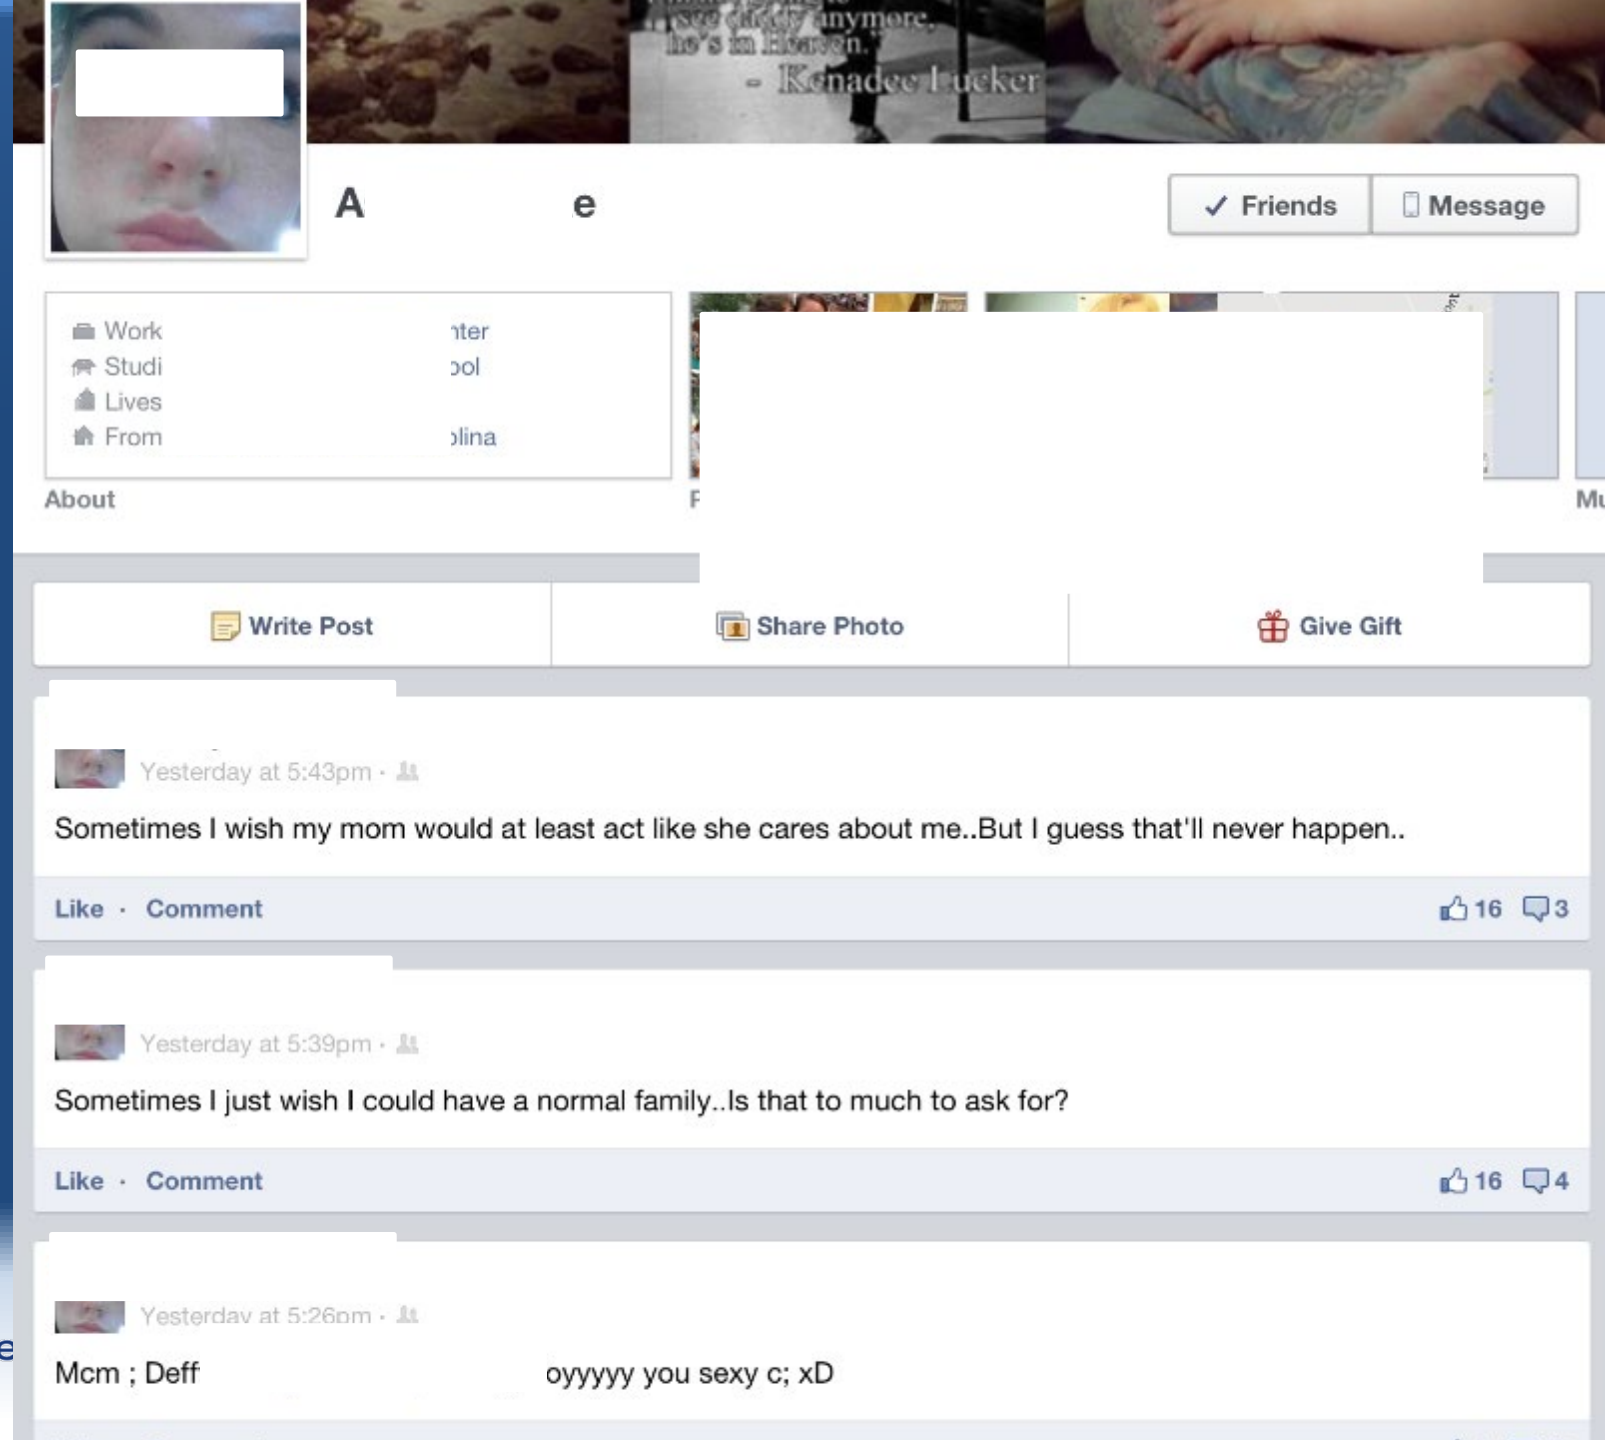 see daddy anymore,
he's in Heaven."
- Kenadee Lucker
A e
Friends
Message
Work nter
Studi ool
Lives
From olina
About
Mu
Write Post
Share Photo
Give Gift
Yesterday at 5:43pm ·
Sometimes I wish my mom would at least act like she cares about me..But I guess that'll never happen..
Like · Comment
16 3
Yesterday at 5:39pm ·
Sometimes I just wish I could have a normal family..Is that to much to ask for?
Like · Comment
16 4
Yesterday at 5:26pm ·
e
Mcm ; Deff oyyyyy you sexy c; xD